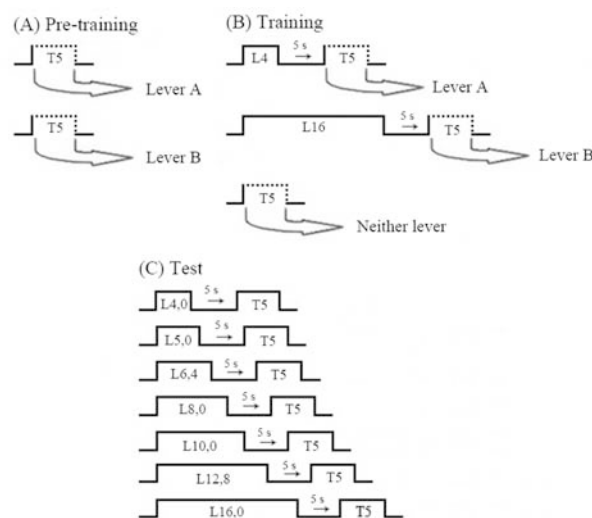 (A) Pre-training
T5
Lever A
T5
Lever B
(B) Training
L4 5 s T5
Lever A
L16 5 s T5
Lever B
T5
Neither lever
(C) Test
L4,0 5 s T5
L5,0 5 s T5
L6,4 5 s T5
L8,0 5 s T5
L10,0 5 s T5
L12,8 5 s T5
L16,0 5 s T5